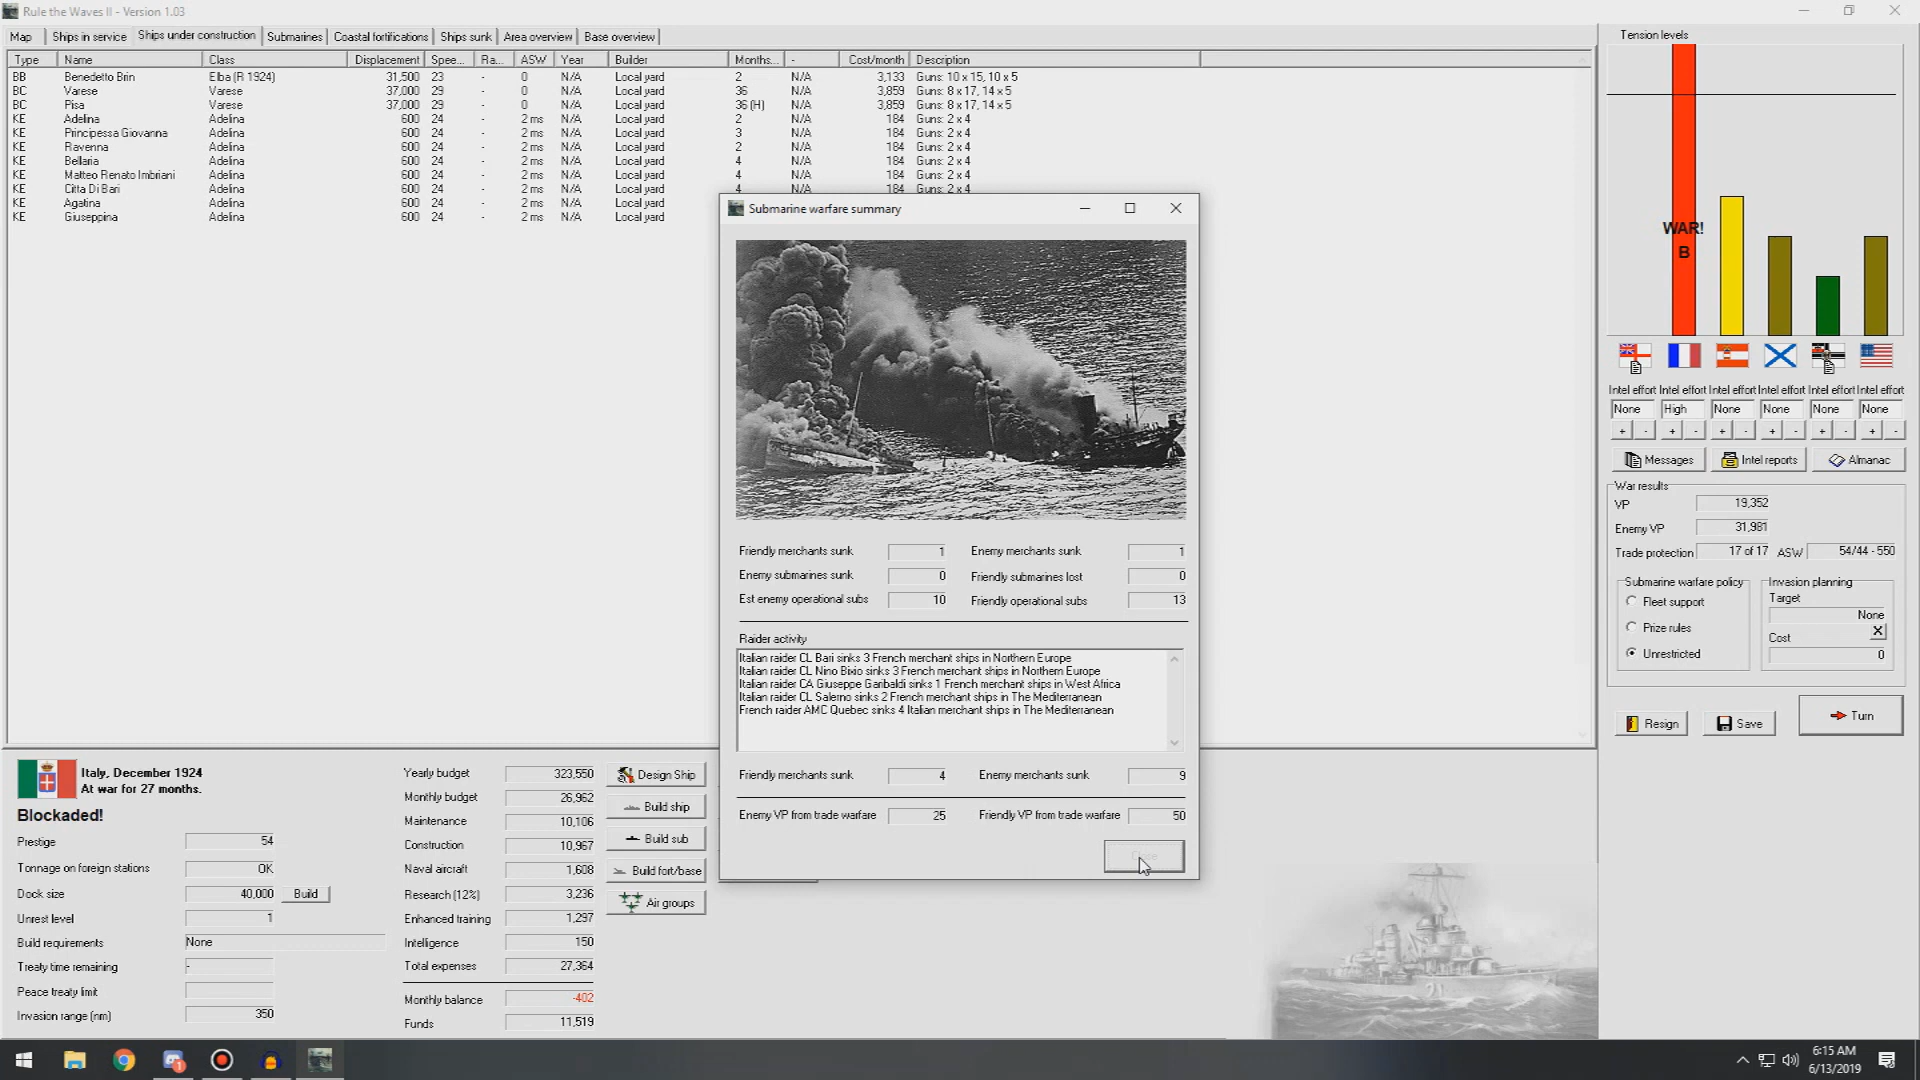 Rule the Waves II - Version 1.03
Map
Ships in service
Ships under construction
Submarines
Coastal fortifications
Ships sunk
Area overview
Base overview
Type Name Class Displacement Spee... Ra... ASW Year Builder Months... - Cost/month Description
BB Benedetto Brin Elba (R 1924) 31,500 23 - 0 N/A Local yard 2 N/A 3,133 Guns: 10 x 15, 10 x 5
BC Varese Varese 37,000 29 - 0 N/A Local yard 36 N/A 3,859 Guns: 8 x 17, 14 x 5
BC Pisa Varese 37,000 29 - 0 N/A Local yard 36 (H) N/A 3,859 Guns: 8 x 17, 14 x 5
KE Adelina Adelina 600 24 - 2 ms N/A Local yard 2 N/A 184 Guns: 2 x 4
KE Principessa Giovanna Adelina 600 24 - 2 ms N/A Local yard 3 N/A 184 Guns: 2 x 4
KE Ravenna Adelina 600 24 - 2 ms N/A Local yard 2 N/A 184 Guns: 2 x 4
KE Bellaria Adelina 600 24 - 2 ms N/A Local yard 4 N/A 184 Guns: 2 x 4
KE Matteo Renato Imbriani Adelina 600 24 - 2 ms N/A Local yard 4 N/A 184 Guns: 2 x 4
KE Citta Di Bari Adelina 600 24 - 2 ms N/A Local yard 4 N/A 184 Guns: 2 x 4
KE Agatina Adelina 600 24 - 2 ms N/A Local yard
KE Giuseppina Adelina 600 24 - 2 ms N/A Local yard
Submarine warfare summary
Friendly merchants sunk 1 Enemy merchants sunk 1
Enemy submarines sunk 0 Friendly submarines lost 0
Est enemy operational subs 10 Friendly operational subs 13
Raider activity
Italian raider CL Bari sinks 3 French merchant ships in Northern Europe
Italian raider CL Nino Bixio sinks 3 French merchant ships in Northern Europe
Italian raider CA Giuseppe Garibaldi sinks 1 French merchant ships in West Africa
Italian raider CL Salerno sinks 2 French merchant ships in The Mediterranean
French raider AMC Quebec sinks 4 Italian merchant ships in The Mediterranean
Friendly merchants sunk 4 Enemy merchants sunk 9
Enemy VP from trade warfare 25 Friendly VP from trade warfare 50
Tension levels
WAR!
B
Intel effort Intel effort Intel effort Intel effort Intel effort Intel effort
None High None None None None
+ - + - + - + - + - + -
Messages
Intel reports
Almanac
War results
VP 19,352
Enemy VP 31,981
Trade protection 17 of 17 ASW 54/44 - 550
Submarine warfare policy
Fleet support
Prize rules
Unrestricted
Invasion planning
Target
None
Cost X
0
Resign
Save
Turn
Italy, December 1924
At war for 27 months.
Blockaded!
Prestige 54
Tonnage on foreign stations OK
Dock size 40,000 Build
Unrest level 1
Build requirements None
Treaty time remaining -
Peace treaty limit
Invasion range (nm) 350
Yearly budget 323,550
Monthly budget 26,962
Maintenance 10,106
Construction 10,967
Naval aircraft 1,608
Research (12%) 3,236
Enhanced training 1,297
Intelligence 150
Total expenses 27,364
Monthly balance -402
Funds 11,519
Design Ship
Build ship
Build sub
Build fort/base
Air groups
6:15 AM
6/13/2019